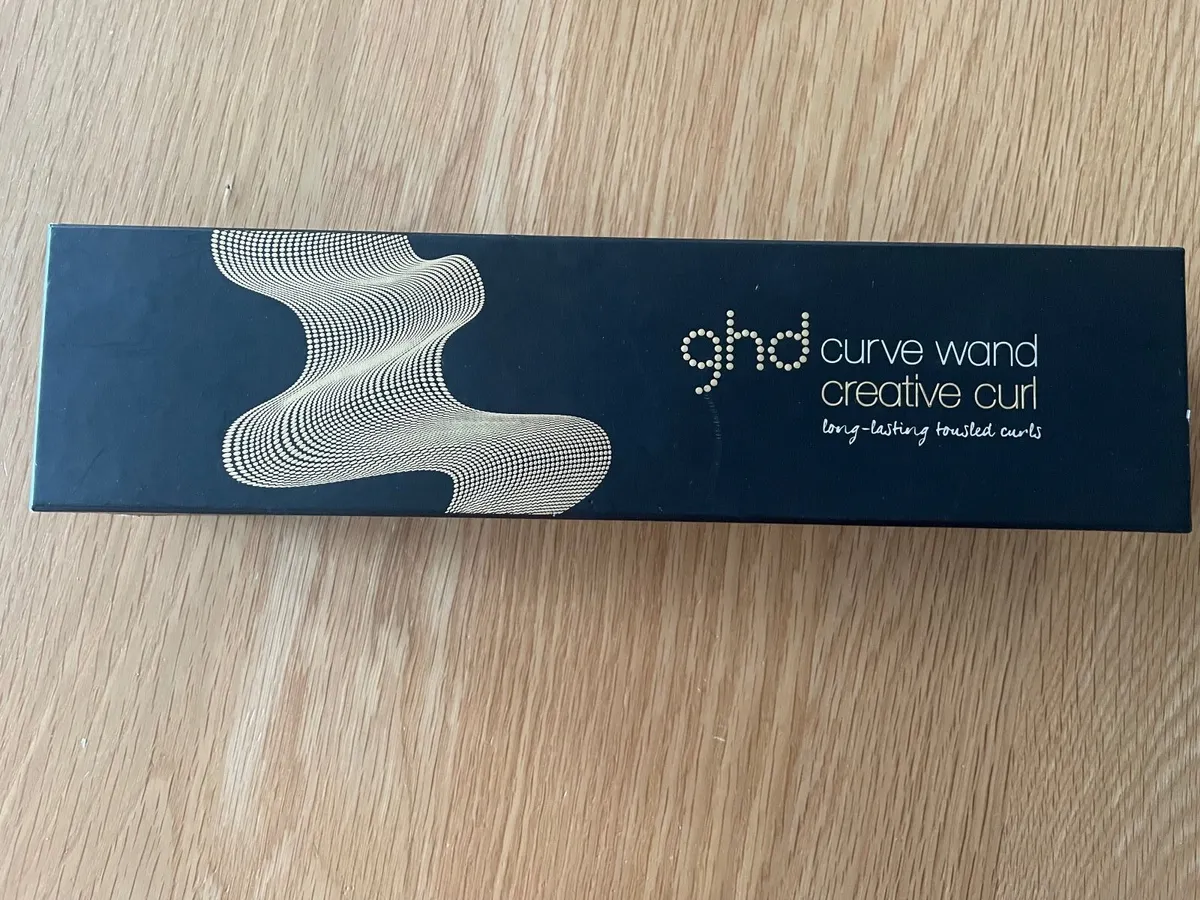 ghd curve wand
creative curl
long-lasting tousled curls